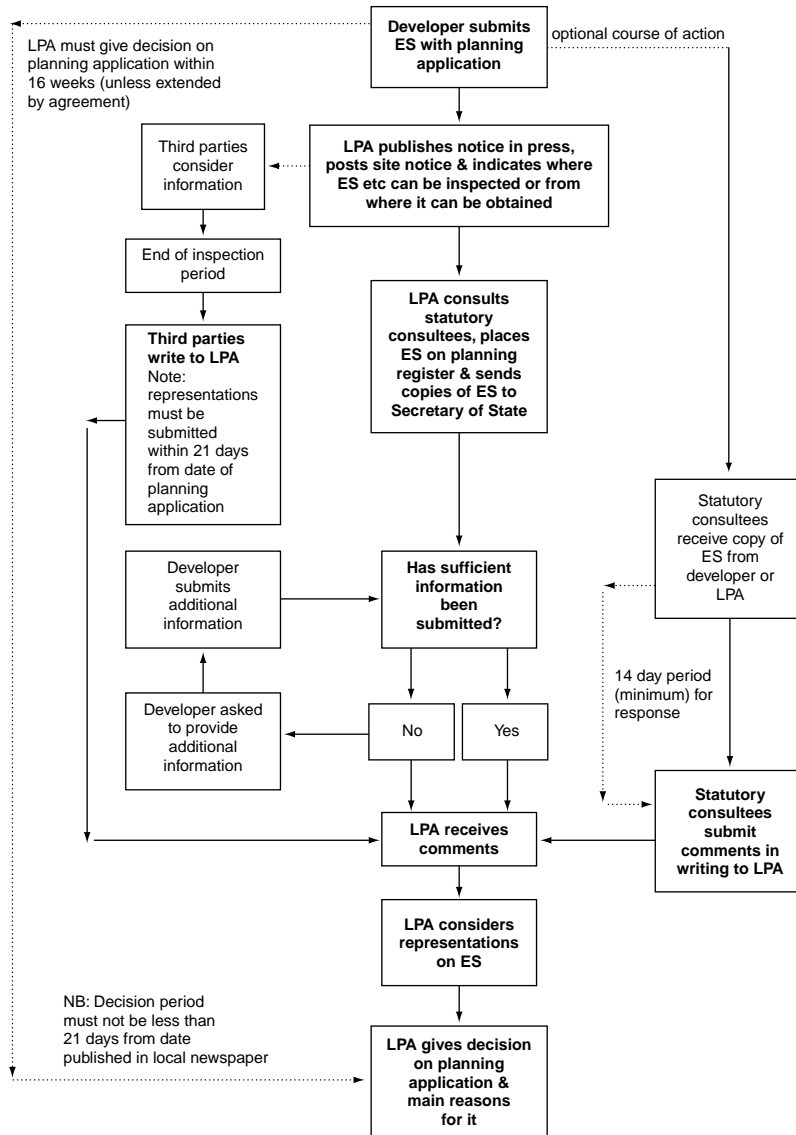 Developer submits
ES with planning
application
optional course of action
LPA must give decision on
planning application within
16 weeks (unless extended
by agreement)
LPA publishes notice in press,
posts site notice & indicates where
ES etc can be inspected or from
where it can be obtained
Third parties
consider
information
End of inspection
period
Third parties
write to LPA
Note:
representations
must be
submitted
within 21 days
from date of
planning
application
LPA consults
statutory
consultees, places
ES on planning
register & sends
copies of ES to
Secretary of State
Statutory
consultees
receive copy of
ES from
developer or
LPA
Developer
submits
additional
information
Has sufficient
information
been
submitted?
14 day period
(minimum) for
response
Developer asked
to provide
additional
information
No
Yes
Statutory
consultees
submit
comments in
writing to LPA
LPA receives
comments
LPA considers
representations
on ES
NB: Decision period
must not be less than
21 days from date
published in local newspaper
LPA gives decision
on planning
application &
main reasons
for it